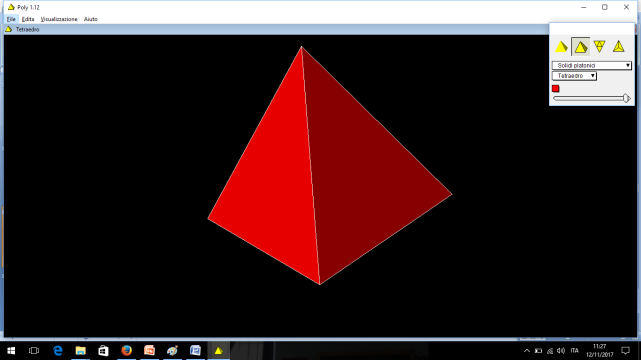 Poly 1.12
File Edita Visualizzazione Aiuto
Tetraedro
Solidi platonici
Tetraedro
ITA
11:27
12/11/2017